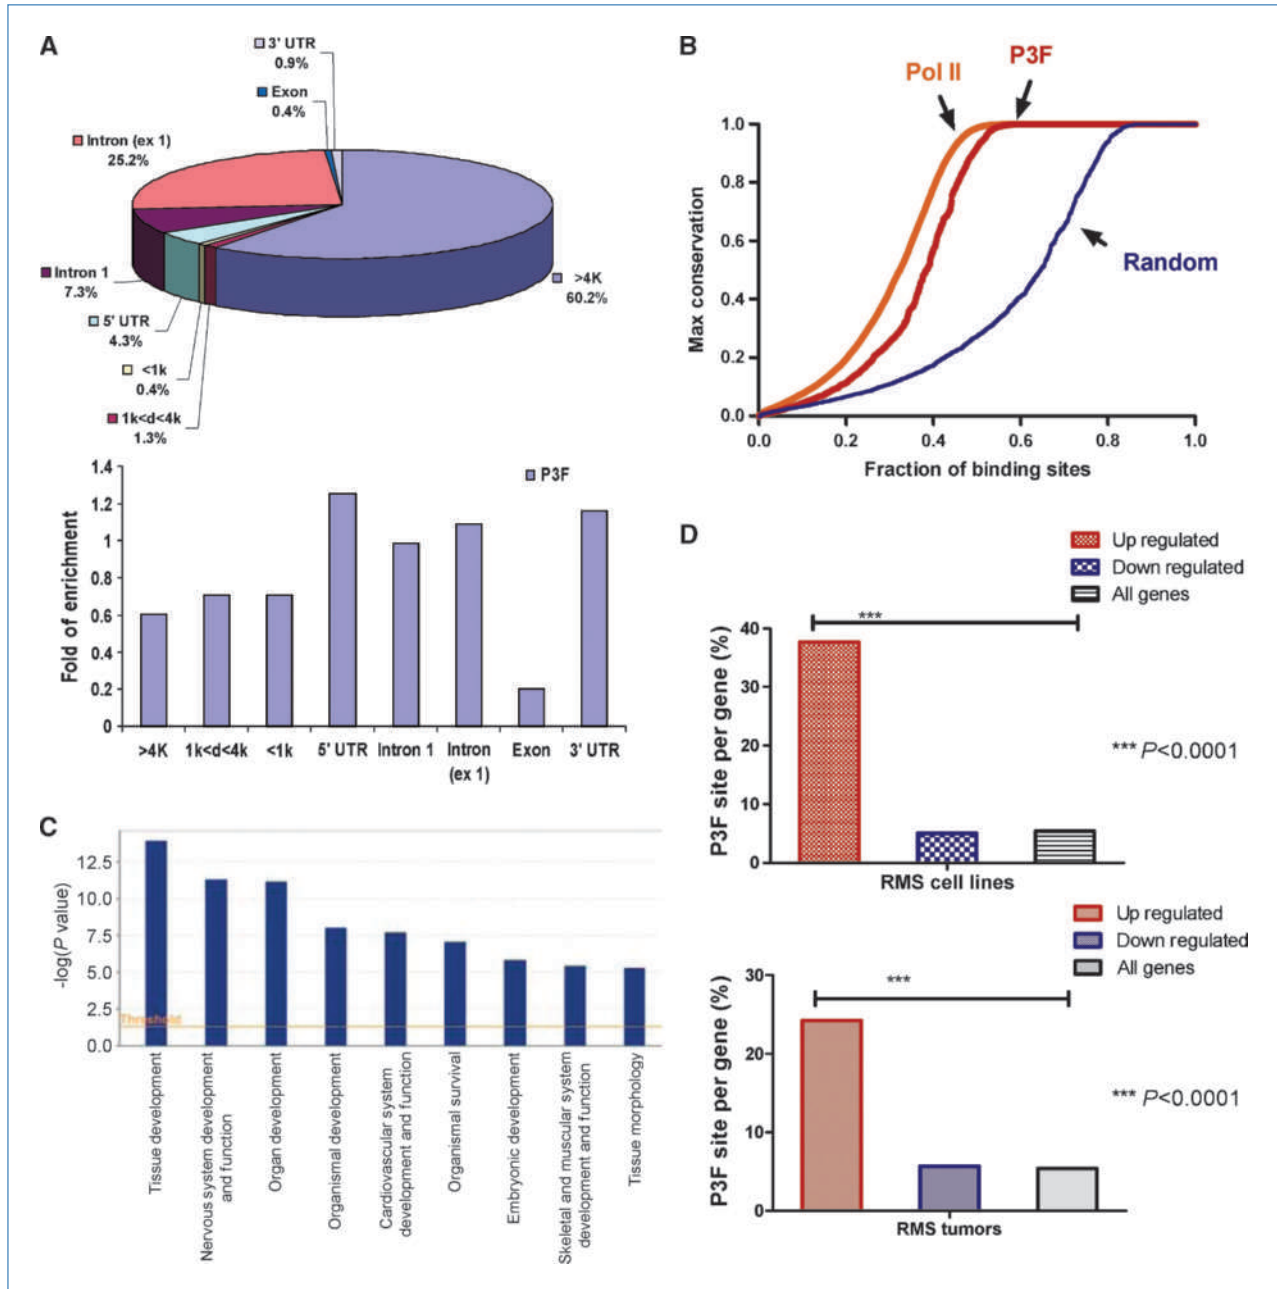 A
3' UTR
0.9%
Exon
0.4%
Intron (ex 1)
25.2%
Intron 1
7.3%
5' UTR
4.3%
<1k
0.4%
1k<d<4k
1.3%
>4K
60.2%
1.4
1.2
1
0.8
0.6
0.4
0.2
0
Fold of enrichment
P3F
>4K
1k<d<4k
<1k
5' UTR
Intron 1
Intron
(ex 1)
Exon
3' UTR
B
Pol II
P3F
Random
1.0
0.8
0.6
0.4
0.2
0.0
Max conservation
0.0
0.2
0.4
0.6
0.8
1.0
Fraction of binding sites
C
12.5
10.0
7.5
5.0
2.5
0.0
-log(P value)
Threshold
Tissue development
Nervous system development
and function
Organ development
Organismal development
Cardiovascular system
development and function
Organismal survival
Embryonic development
Skeletal and muscular system
development and function
Tissue morphology
D
Up regulated
Down regulated
All genes
***
40
30
20
10
0
P3F site per gene (%)
*** P<0.0001
RMS cell lines
Up regulated
Down regulated
All genes
***
30
20
10
0
P3F site per gene (%)
*** P<0.0001
RMS tumors